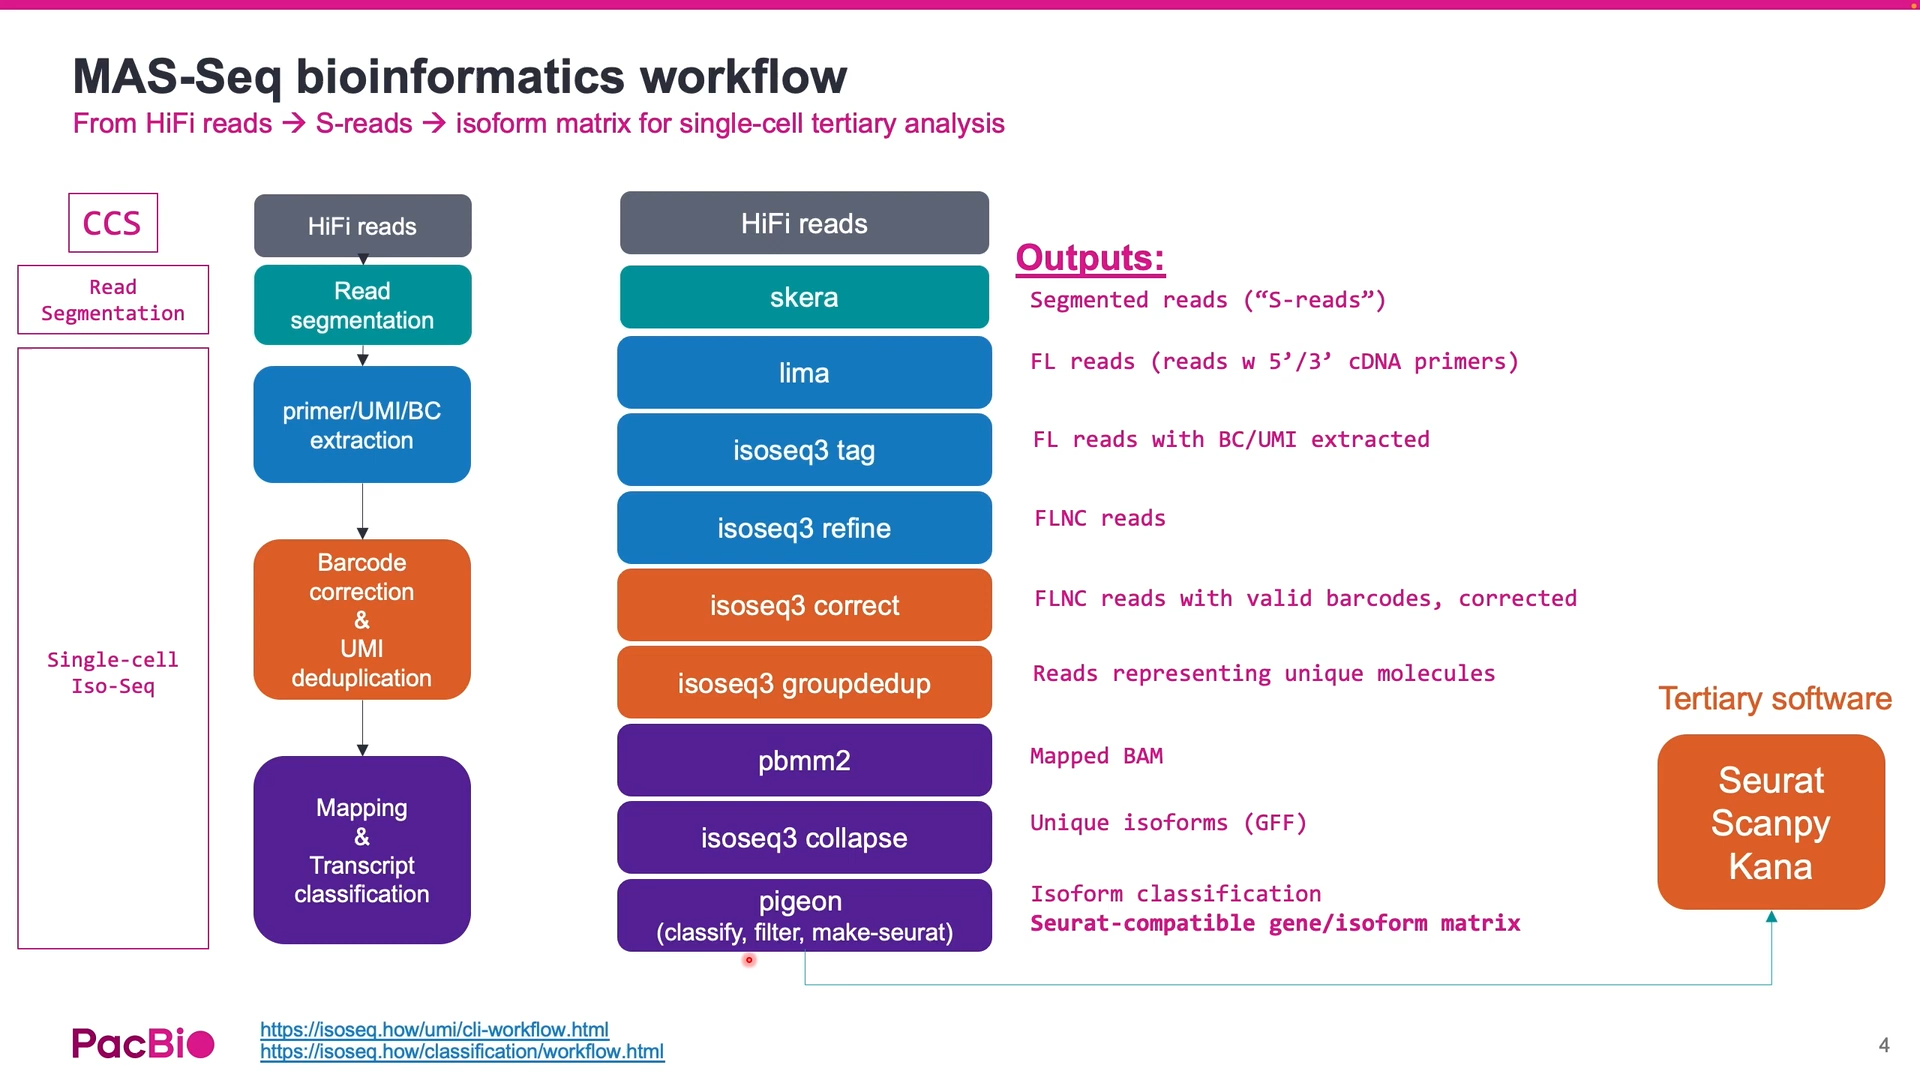 MAS-Seq bioinformatics workflow
From HiFi reads → S-reads → isoform matrix for single-cell tertiary analysis
CCS
Read
Segmentation
Single-cell
Iso-Seq
HiFi reads
Read
segmentation
primer/UMI/BC
extraction
Barcode
correction
&
UMI
deduplication
Mapping
&
Transcript
classification
HiFi reads
skera
lima
isoseq3 tag
isoseq3 refine
isoseq3 correct
isoseq3 groupdedup
pbmm2
isoseq3 collapse
pigeon
(classify, filter, make-seurat)
Outputs:
Segmented reads (“S-reads”)
FL reads (reads w 5’/3’ cDNA primers)
FL reads with BC/UMI extracted
FLNC reads
FLNC reads with valid barcodes, corrected
Reads representing unique molecules
Mapped BAM
Unique isoforms (GFF)
Isoform classification
Seurat-compatible gene/isoform matrix
Tertiary software
Seurat
Scanpy
Kana
PacBio
https://isoseq.how/umi/cli-workflow.html
https://isoseq.how/classification/workflow.html
4